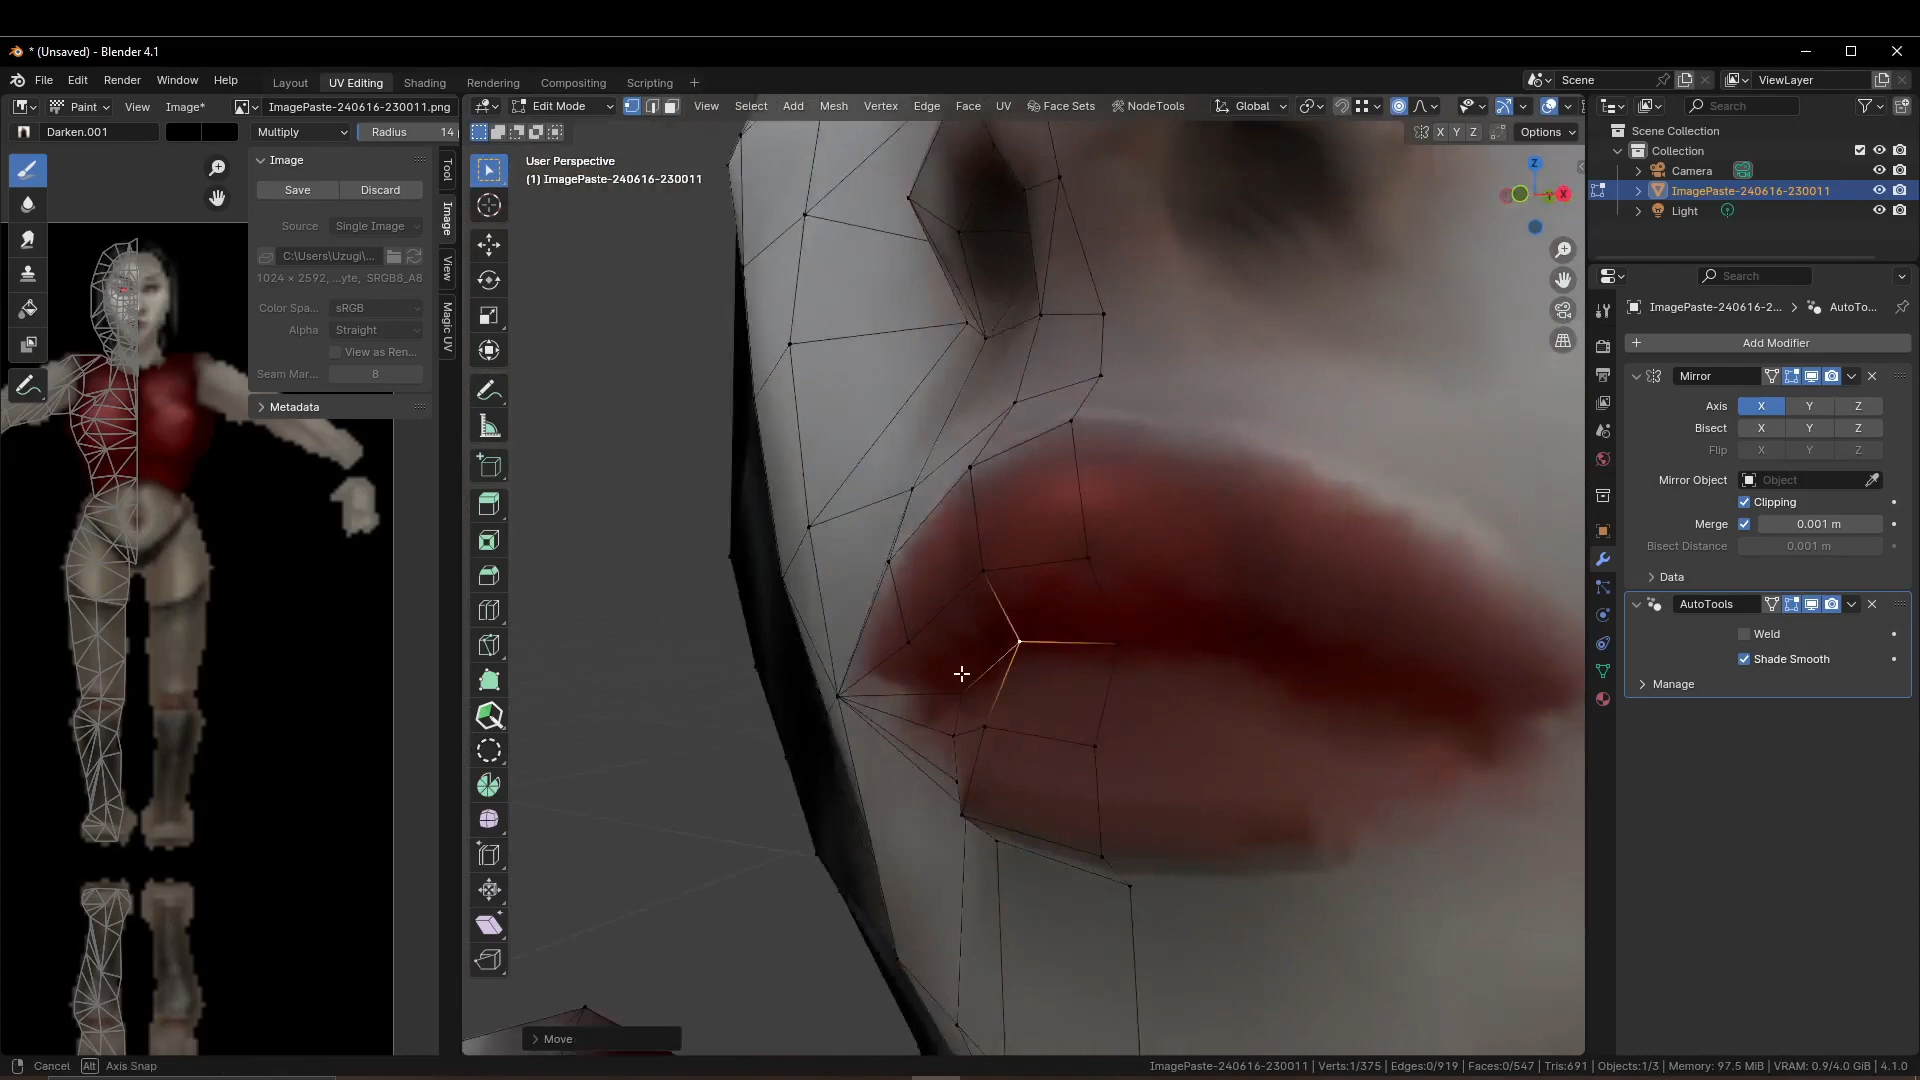 * (Unsaved) - Blender 4.1
File Edit Render Window Help
Layout UV Editing Shading Rendering Compositing Scripting +
Scene
ViewLayer
Paint View Image* ImagePaste-240616-230011.png
Edit Mode View Select Add Mesh Vertex Edge Face UV Face Sets NodeTools Global
Search
Darken.001 Multiply Radius 14
X Y Z Options
Scene Collection
Collection
Camera
ImagePaste-240616-230011
Light
Image
Save Discard
Source Single Image
C:\Users\Uzugi\...
1024 × 2592, ...yte, SRGB8_A8
Color Spa... sRGB
Alpha Straight
View as Ren...
Seam Mar... 8
Metadata
Tool
Image
View
Magic UV
User Perspective
(1) ImagePaste-240616-230011
Z
X
Search
ImagePaste-240616-2... > AutoTo...
+ Add Modifier
Mirror
Axis X Y Z
Bisect X Y Z
Flip X Y Z
Mirror Object Object
Clipping
Merge 0.001 m
Bisect Distance 0.001 m
Data
AutoTools
Weld
Shade Smooth
Manage
Move
Cancel Alt Axis Snap
ImagePaste-240616-230011 | Verts:1/375 | Edges:0/919 | Faces:0/547 | Tris:691 | Objects:1/3 | Memory: 97.5 MiB | VRAM: 0.9/4.0 GiB | 4.1.0